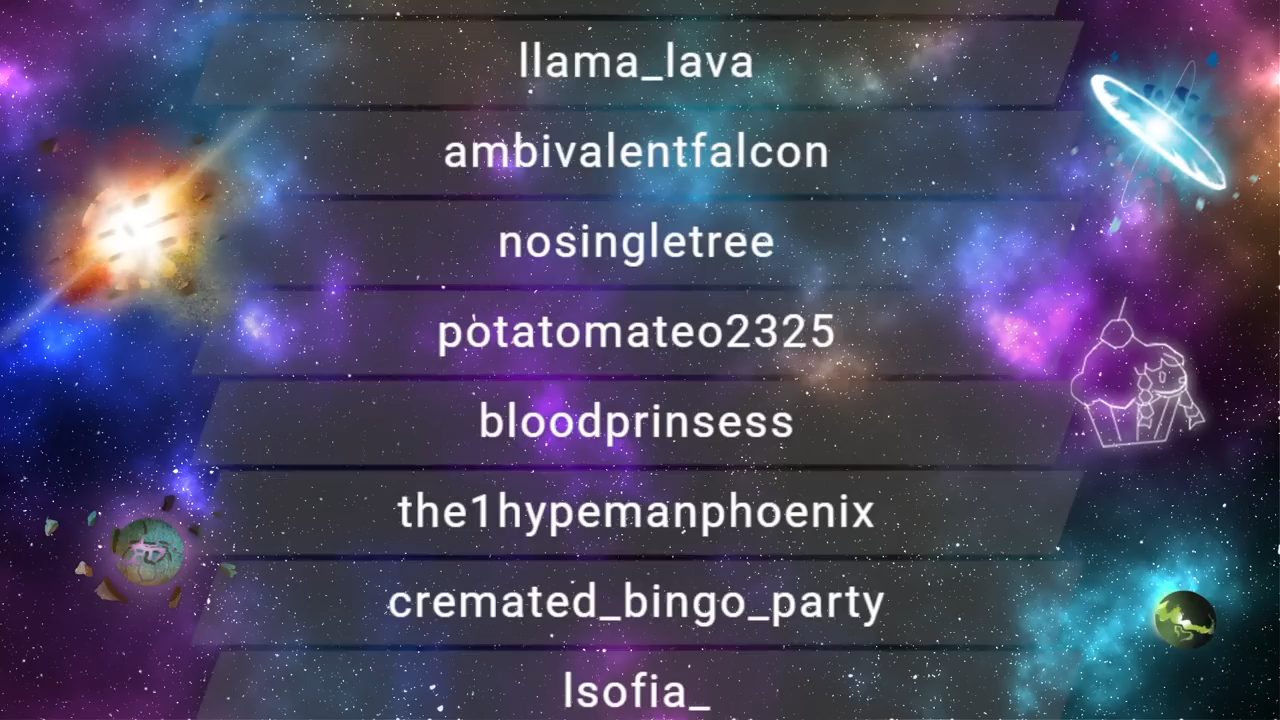 llama_lava
ambivalentfalcon
nosingletree
potatomateo2325
bloodprinsess
the1hypemanphoenix
cremated_bingo_party
lsofia_